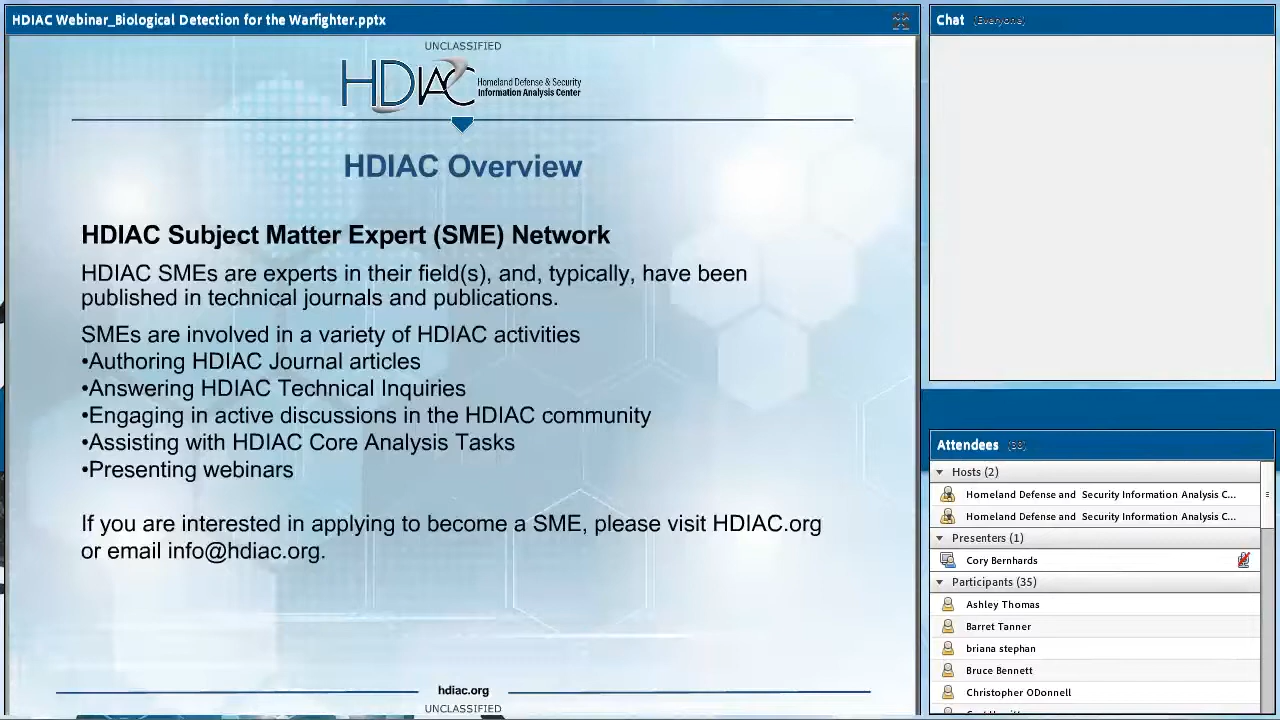 HDIAC Webinar_Biological Detection for the Warfighter.pptx
UNCLASSIFIED
HDIAC Homeland Defense & Security
Information Analysis Center
HDIAC Overview
HDIAC Subject Matter Expert (SME) Network
HDIAC SMEs are experts in their field(s), and, typically, have been
published in technical journals and publications.
SMEs are involved in a variety of HDIAC activities
•Authoring HDIAC Journal articles
•Answering HDIAC Technical Inquiries
•Engaging in active discussions in the HDIAC community
•Assisting with HDIAC Core Analysis Tasks
•Presenting webinars
If you are interested in applying to become a SME, please visit HDIAC.org
or email info@hdiac.org.
hdiac.org
UNCLASSIFIED
Chat (Everyone)
Attendees (38)
Hosts (2)
Homeland Defense and Security Information Analysis C...
Homeland Defense and Security Information Analysis C...
Presenters (1)
Cory Bernhards
Participants (35)
Ashley Thomas
Barret Tanner
briana stephan
Bruce Bennett
Christopher ODonnell